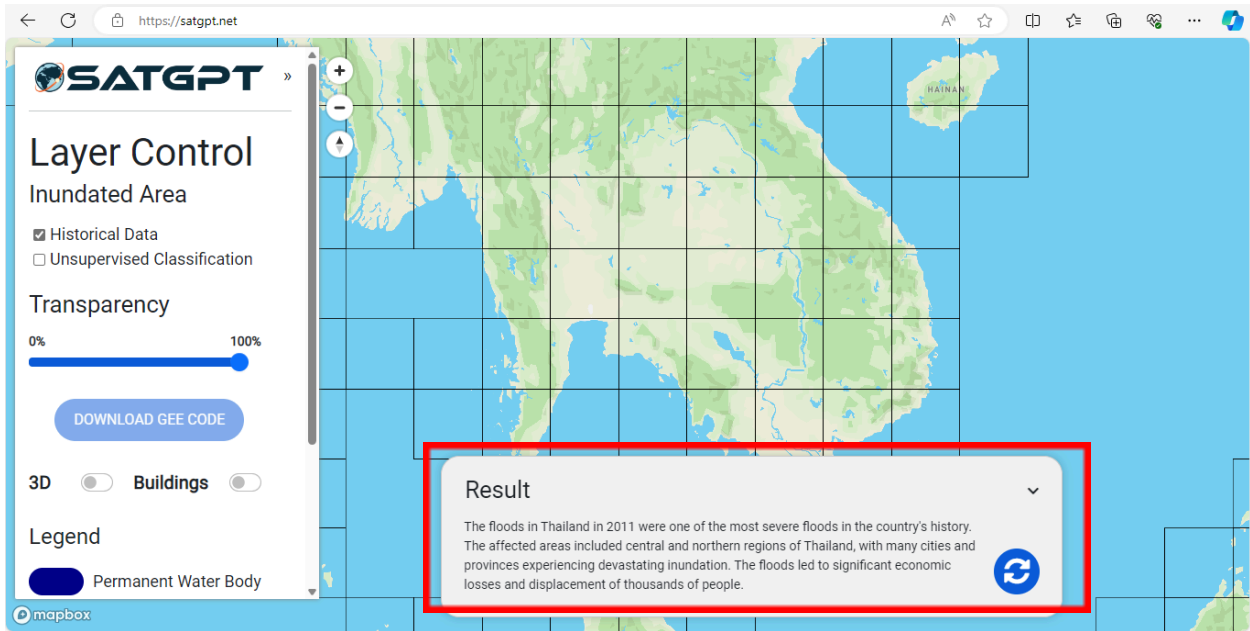 https://satgpt.net
SATGPT
»
Layer Control
Inundated Area
Historical Data
Unsupervised Classification
Transparency
0% 100%
DOWNLOAD GEE CODE
3D Buildings
Legend
Permanent Water Body
mapbox
HAINAN
Result
The floods in Thailand in 2011 were one of the most severe floods in the country's history.
The affected areas included central and northern regions of Thailand, with many cities and
provinces experiencing devastating inundation. The floods led to significant economic
losses and displacement of thousands of people.